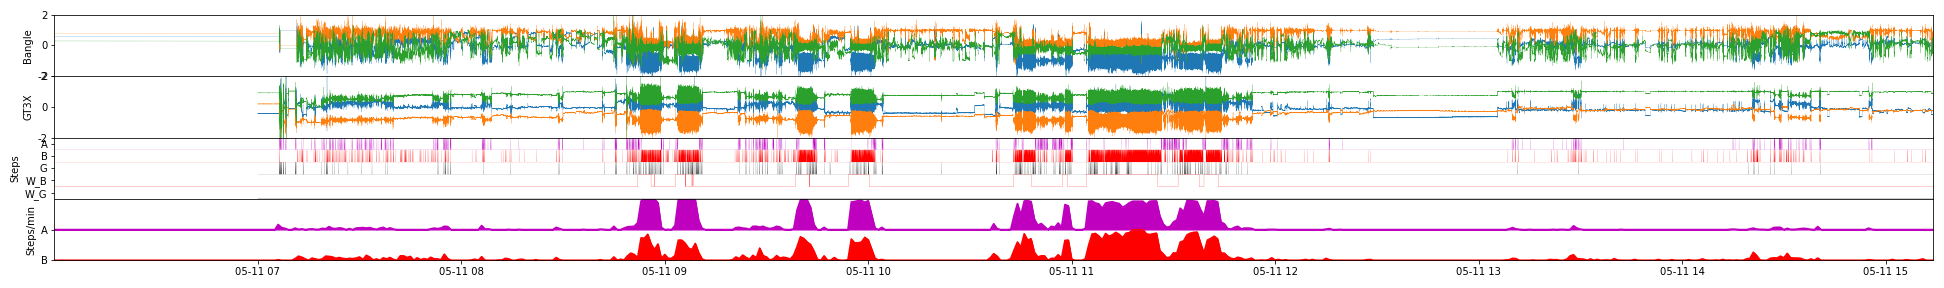 2
Bangle
0
-2
2
GT3X
0
-2
Steps
A
B
G
W_B
W_G
Steps/min
A
B
05-11 07
05-11 08
05-11 09
05-11 10
05-11 11
05-11 12
05-11 13
05-11 14
05-11 15